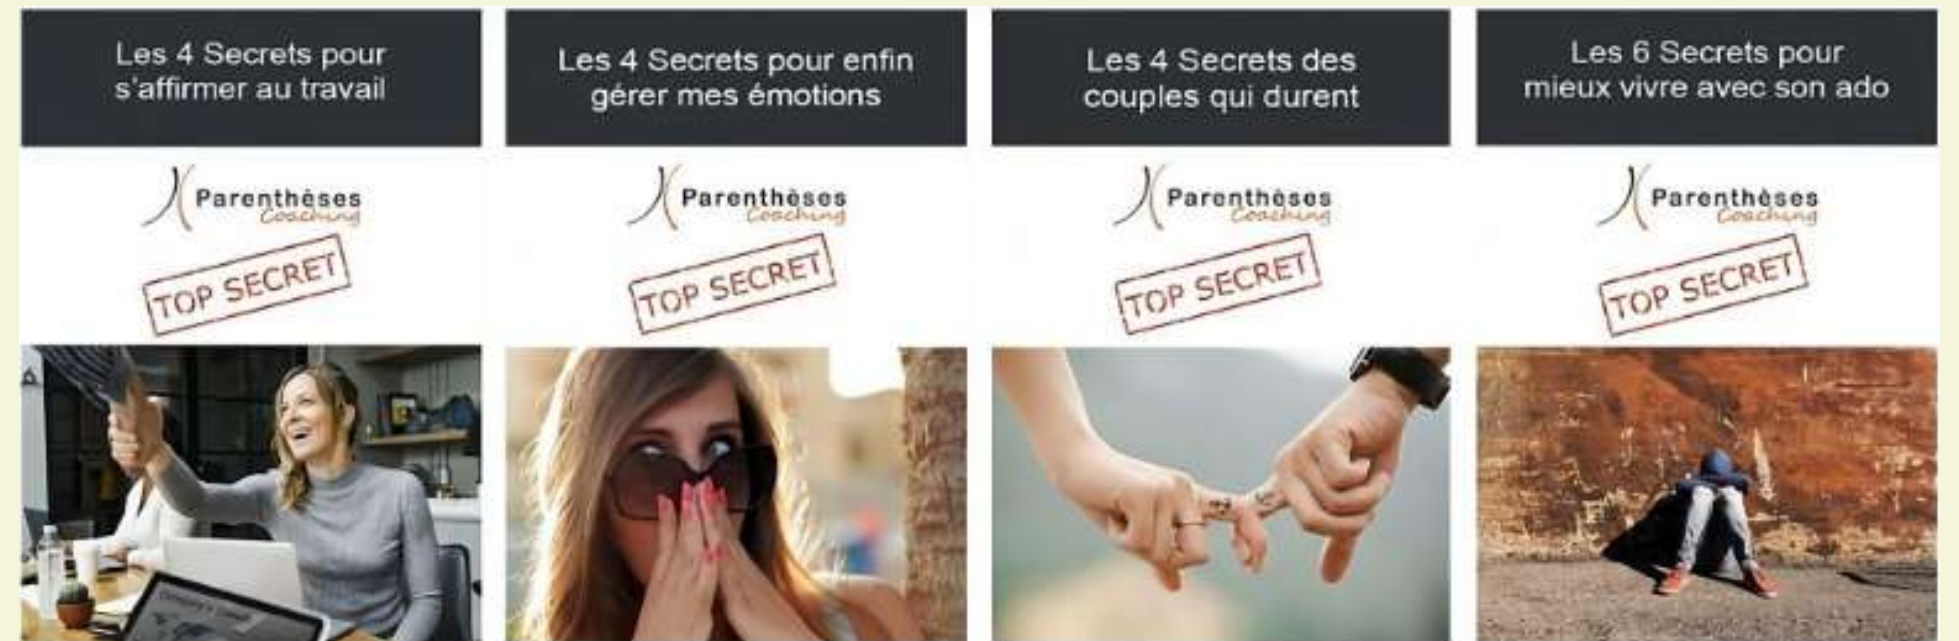 Les 4 Secrets pour
s'affirmer au travail
Parenthèses
Coaching
TOP SECRET
Les 4 Secrets pour enfin
gérer mes émotions
Parenthèses
Coaching
TOP SECRET
Les 4 Secrets des
couples qui durent
Parenthèses
Coaching
TOP SECRET
Les 6 Secrets pour
mieux vivre avec son ado
Parenthèses
Coaching
TOP SECRET